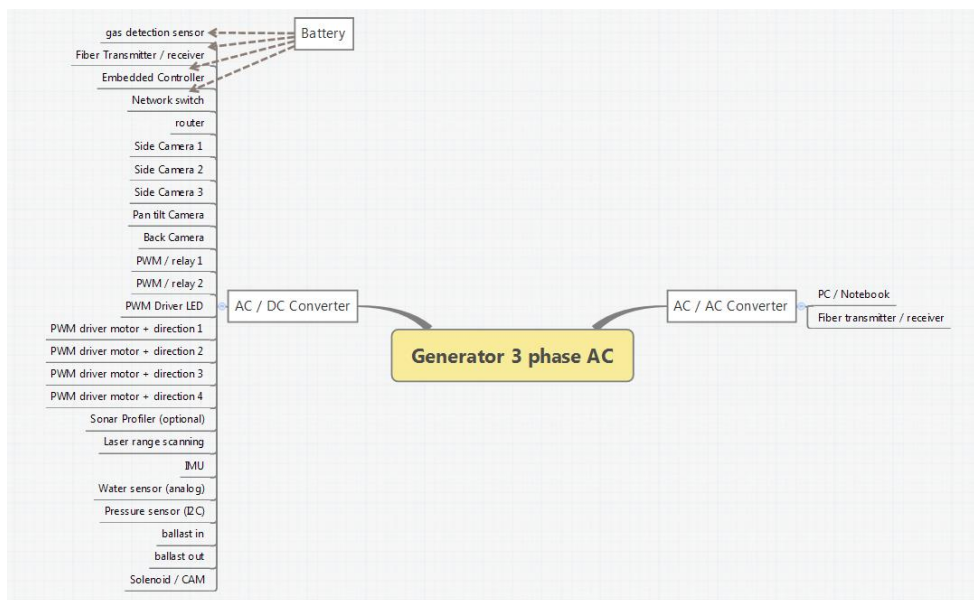 Battery
gas detection sensor
Fiber Transmitter / receiver
Embedded Controller
Network switch
router
Side Camera 1
Side Camera 2
Side Camera 3
Pan tilt Camera
Back Camera
PWM / relay 1
PWM / relay 2
PWM Driver LED
PWM driver motor + direction 1
PWM driver motor + direction 2
PWM driver motor + direction 3
PWM driver motor + direction 4
Sonar Profiler (optional)
Laser range scanning
IMU
Water sensor (analog)
Pressure sensor (I2C)
ballast in
ballast out
Solenoid / CAM
AC / DC Converter
Generator 3 phase AC
AC / AC Converter
PC / Notebook
Fiber transmitter / receiver